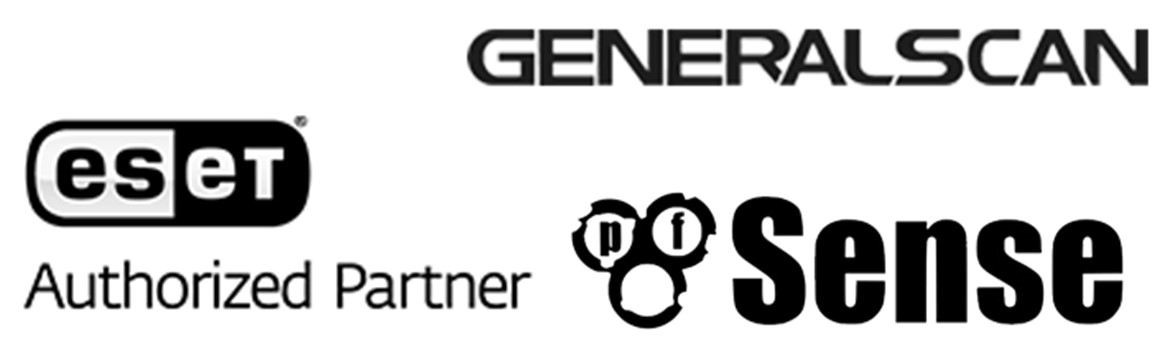 GENERALSCAN
eseT®
Authorized Partner
pf Sense